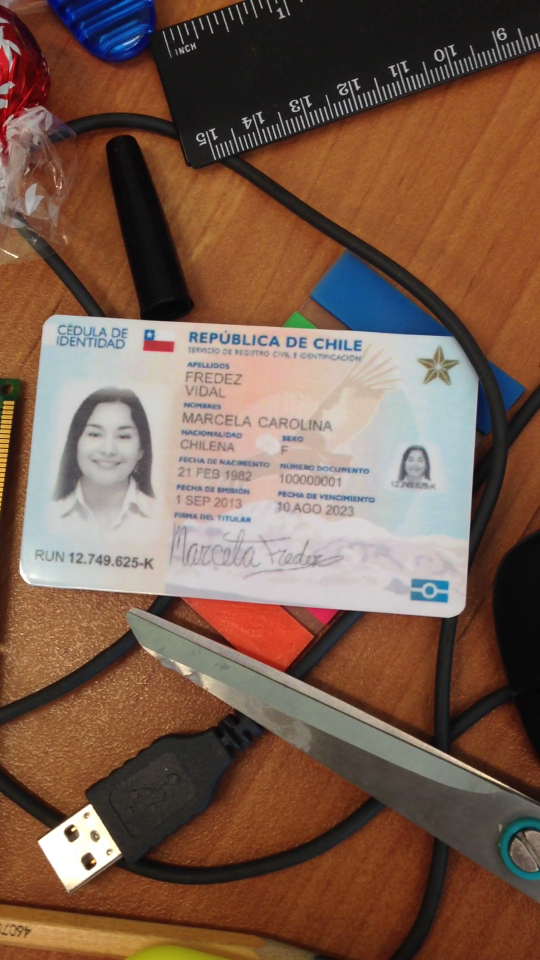 INCH
1
15 14 13 12 11 10 9
CÉDULA DE
IDENTIDAD
REPÚBLICA DE CHILE
SERVICIO DE REGISTRO CIVIL E IDENTIFICACIÓN
APELLIDOS
FREDEZ
VIDAL
NOMBRES
MARCELA CAROLINA
NACIONALIDAD
SEXO
CHILENA
F
FECHA DE NACIMIENTO
NÚMERO DOCUMENTO
21 FEB 1982
100000001
FECHA DE EMISIÓN
FECHA DE VENCIMIENTO
1 SEP 2013
10 AGO 2023
FIRMA DEL TITULAR
Marcela Fredez
RUN 12.749.625-K